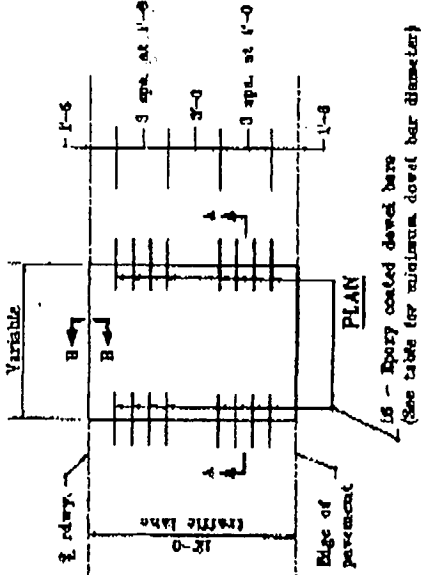 Variable
1'-6
℄ rdwy.
B
B
3 spa. at 1'-0
12'-0
traffic lane
3'-0
A
A
3 spa. at 1'-0
Edge of
pavement
1'-6
PLAN
16 - Epoxy coated dowel bars
(See table for minimum dowel bar diameter)